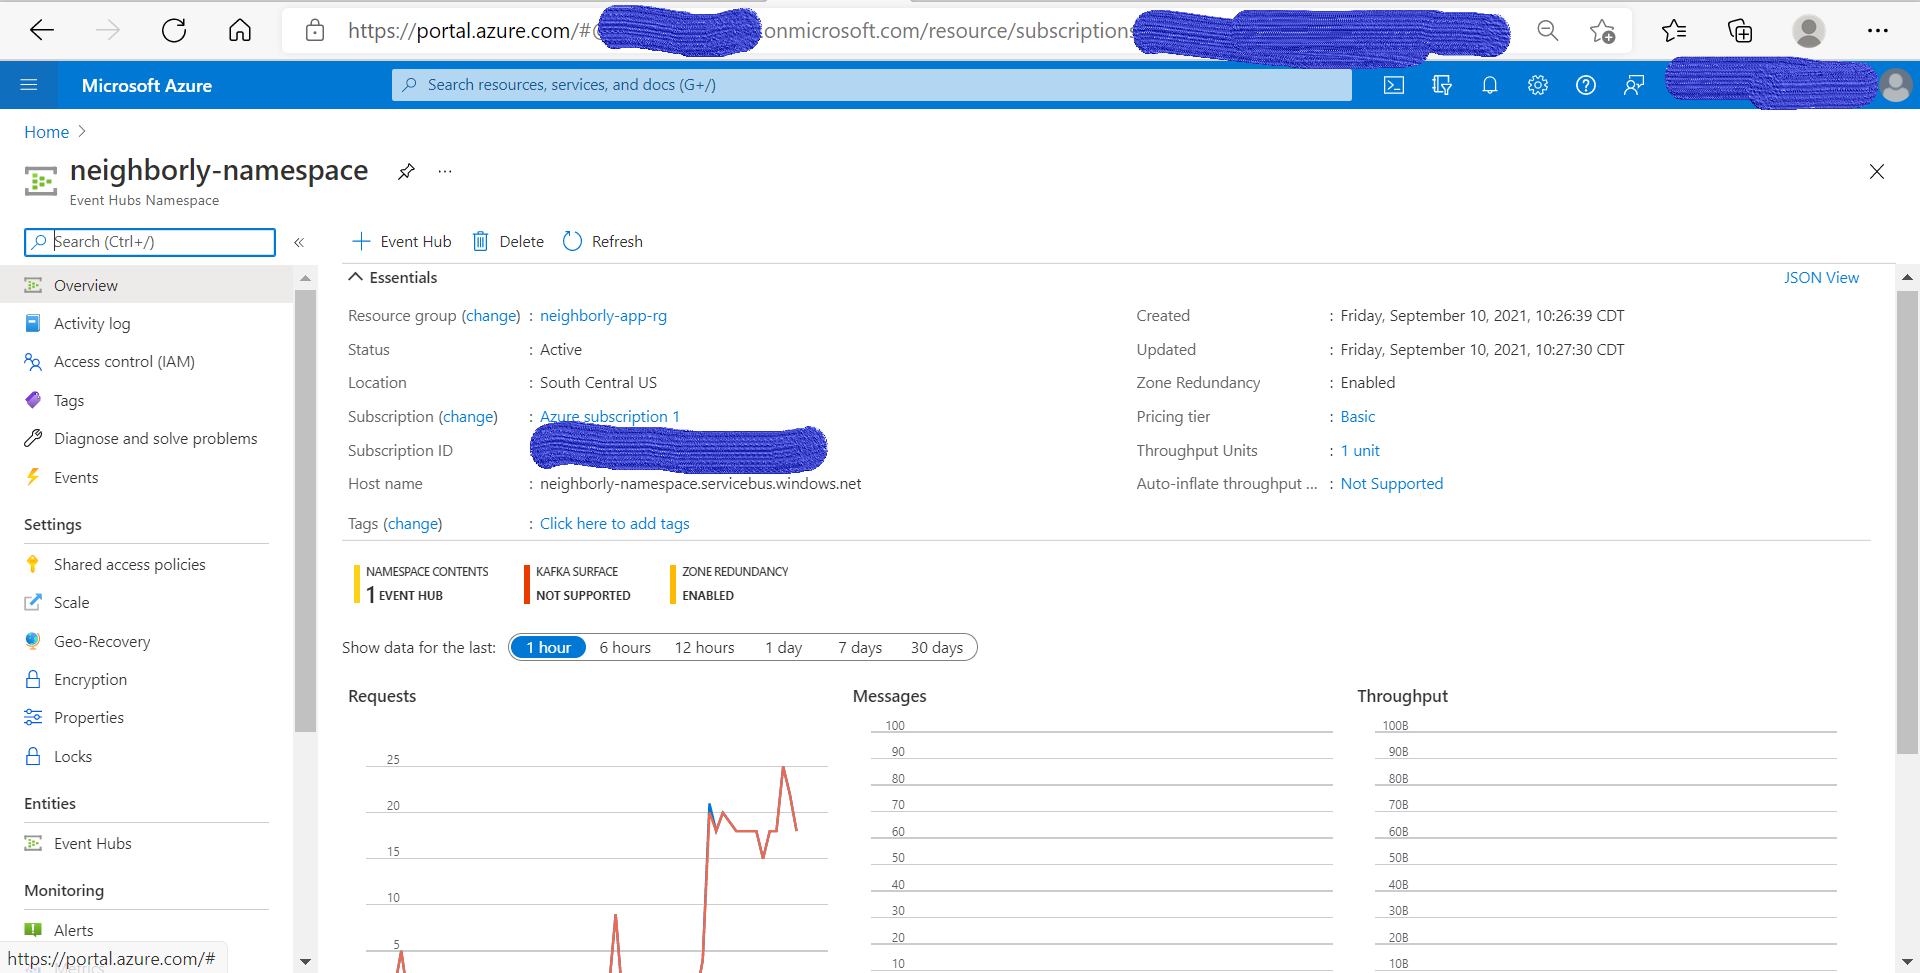 https://portal.azure.com/#
onmicrosoft.com/resource/subscriptions
Microsoft Azure
Search resources, services, and docs (G+/)
Home
neighborly-namespace
...
Event Hubs Namespace
Search (Ctrl+/)
«
Event Hub
Delete
Refresh
Overview
Activity log
Access control (IAM)
Tags
Diagnose and solve problems
Events
Settings
Shared access policies
Scale
Geo-Recovery
Encryption
Properties
Locks
Entities
Event Hubs
Monitoring
Alerts
Metrics
https://portal.azure.com/#
Essentials
JSON View
Resource group (change) : neighborly-app-rg
Status : Active
Location : South Central US
Subscription (change) : Azure subscription 1
Subscription ID
Host name : neighborly-namespace.servicebus.windows.net
Tags (change) : Click here to add tags
Created : Friday, September 10, 2021, 10:26:39 CDT
Updated : Friday, September 10, 2021, 10:27:30 CDT
Zone Redundancy : Enabled
Pricing tier : Basic
Throughput Units : 1 unit
Auto-inflate throughput ... : Not Supported
NAMESPACE CONTENTS
1 EVENT HUB
KAFKA SURFACE
NOT SUPPORTED
ZONE REDUNDANCY
ENABLED
Show data for the last: 1 hour 6 hours 12 hours 1 day 7 days 30 days
Requests
25
20
15
10
5
Messages
100
90
80
70
60
50
40
30
20
10
Throughput
100B
90B
80B
70B
60B
50B
40B
30B
20B
10B